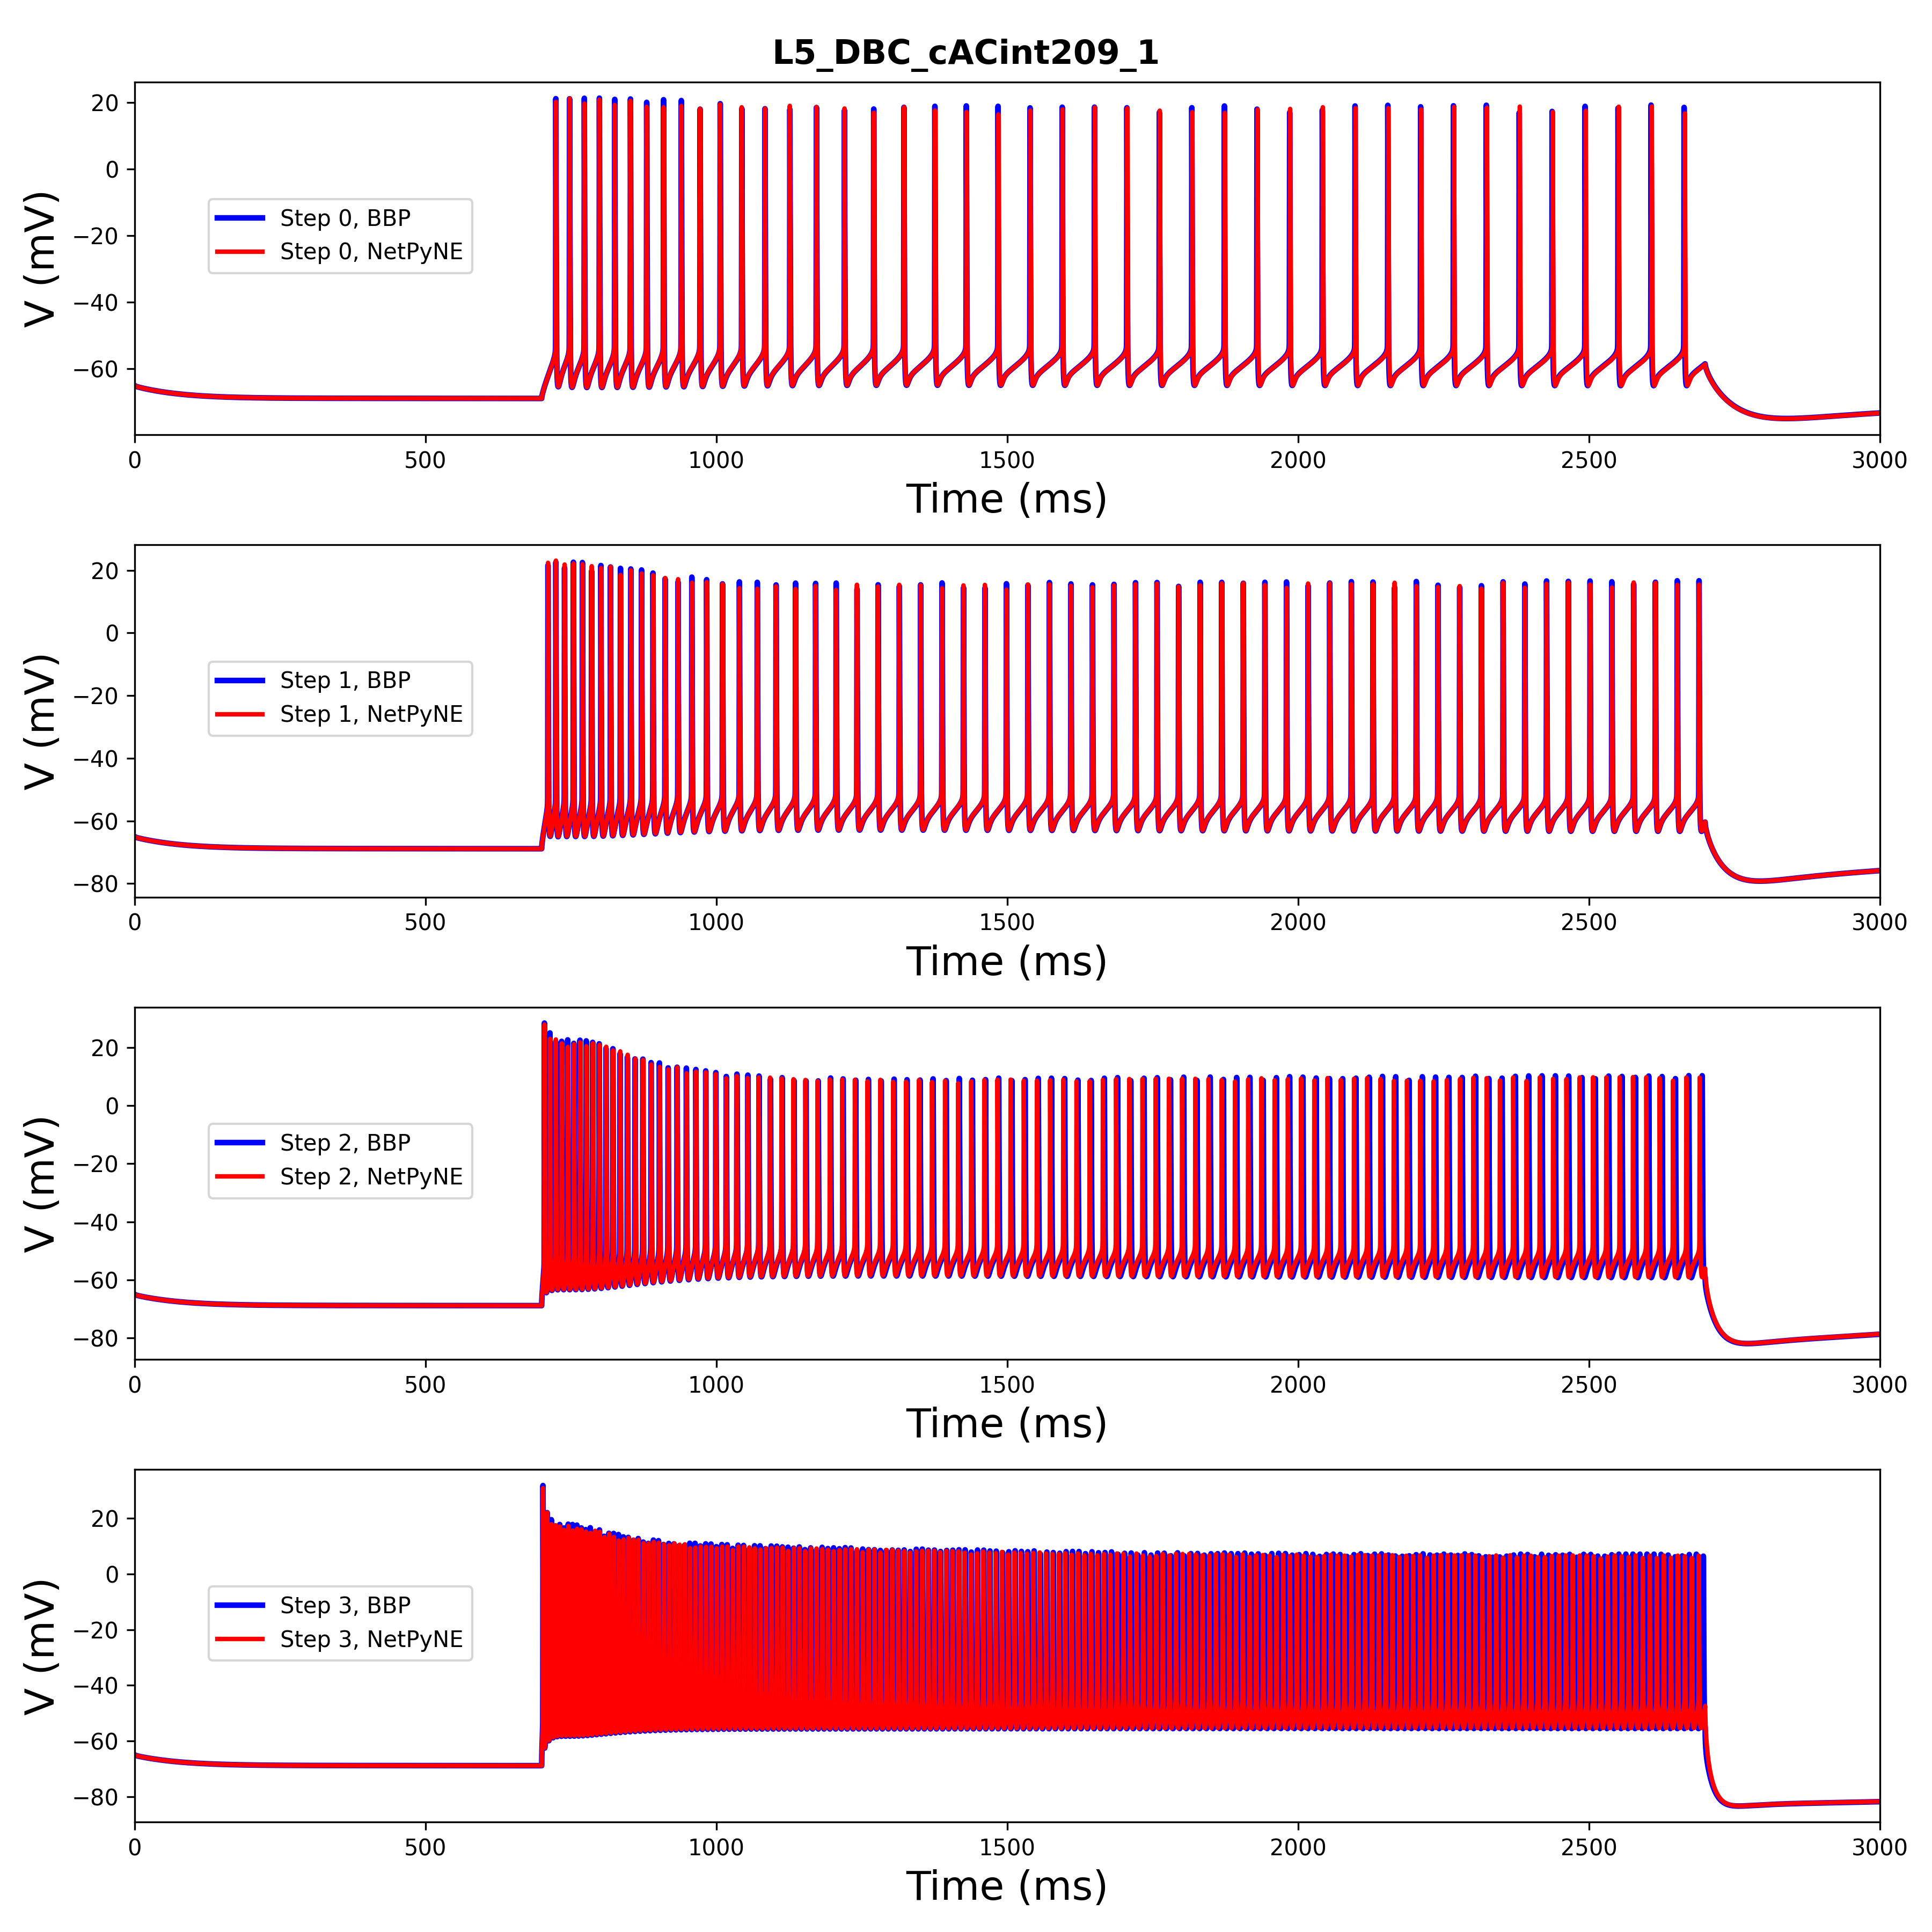 L5_DBC_cACint209_1
20
0
−20
−40
−60
V (mV)
Step 0, BBP
Step 0, NetPyNE
0 500 1000 1500 2000 2500 3000
Time (ms)
20
0
−20
−40
−60
−80
V (mV)
Step 1, BBP
Step 1, NetPyNE
0 500 1000 1500 2000 2500 3000
Time (ms)
20
0
−20
−40
−60
−80
V (mV)
Step 2, BBP
Step 2, NetPyNE
0 500 1000 1500 2000 2500 3000
Time (ms)
20
0
−20
−40
−60
−80
V (mV)
Step 3, BBP
Step 3, NetPyNE
0 500 1000 1500 2000 2500 3000
Time (ms)